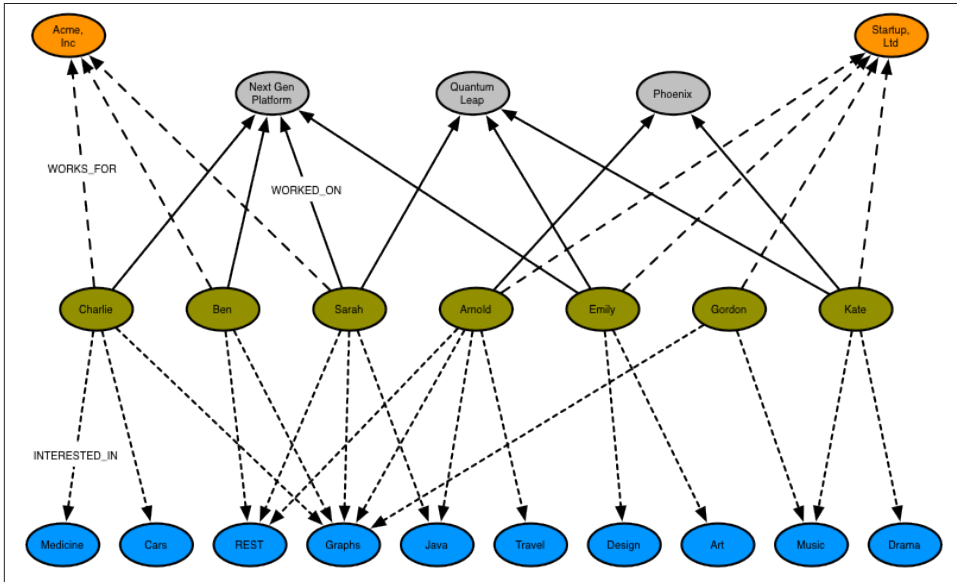 Acme,
Inc
Startup,
Ltd
Next Gen
Platform
Quantum
Leap
Phoenix
WORKS_FOR
WORKED_ON
Charlie
Ben
Sarah
Arnold
Emily
Gordon
Kate
INTERESTED_IN
Medicine
Cars
REST
Graphs
Java
Travel
Design
Art
Music
Drama